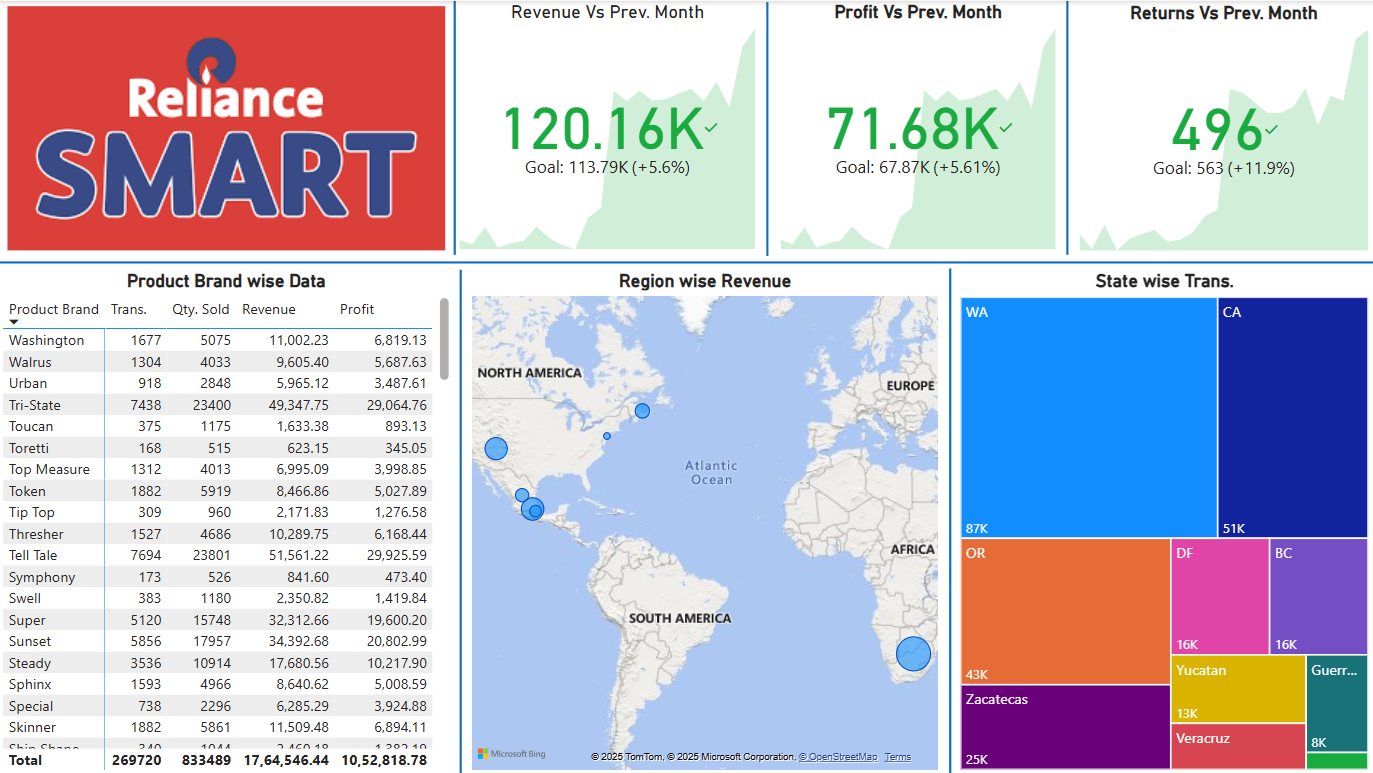 Reliance
SMART
Revenue Vs Prev. Month
120.16K
Goal: 113.79K (+5.6%)
Profit Vs Prev. Month
71.68K
Goal: 67.87K (+5.61%)
Returns Vs Prev. Month
496
Goal: 563 (+11.9%)
Product Brand wise Data
Product Brand Trans. Qty. Sold Revenue Profit
Washington 1677 5075 11,002.23 6,819.13
Walrus 1304 4033 9,605.40 5,687.63
Urban 918 2848 5,965.12 3,487.61
Tri-State 7438 23400 49,347.75 29,064.76
Toucan 375 1175 1,633.38 893.13
Toretti 168 515 623.15 345.05
Top Measure 1312 4013 6,995.09 3,998.85
Token 1882 5919 8,466.86 5,027.89
Tip Top 309 960 2,171.83 1,276.58
Thresher 1527 4686 10,289.75 6,168.44
Tell Tale 7694 23801 51,561.22 29,925.59
Symphony 173 526 841.60 473.40
Swell 383 1180 2,350.82 1,419.84
Super 5120 15748 32,312.66 19,600.20
Sunset 5856 17957 34,392.68 20,802.99
Steady 3536 10914 17,680.56 10,217.90
Sphinx 1593 4966 8,640.62 5,008.59
Special 738 2296 6,285.29 3,924.88
Skinner 1882 5861 11,509.48 6,894.11
Total 269720 833489 17,64,546.44 10,52,818.78
Region wise Revenue
NORTH AMERICA
EUROPE
Atlantic
Ocean
AFRICA
SOUTH AMERICA
Microsoft Bing
© 2025 TomTom, © 2025 Microsoft Corporation, © OpenStreetMap Terms
State wise Trans.
WA
87K
CA
51K
OR
43K
DF
16K
BC
16K
Zacatecas
25K
Yucatan
13K
Guerr...
8K
Veracruz